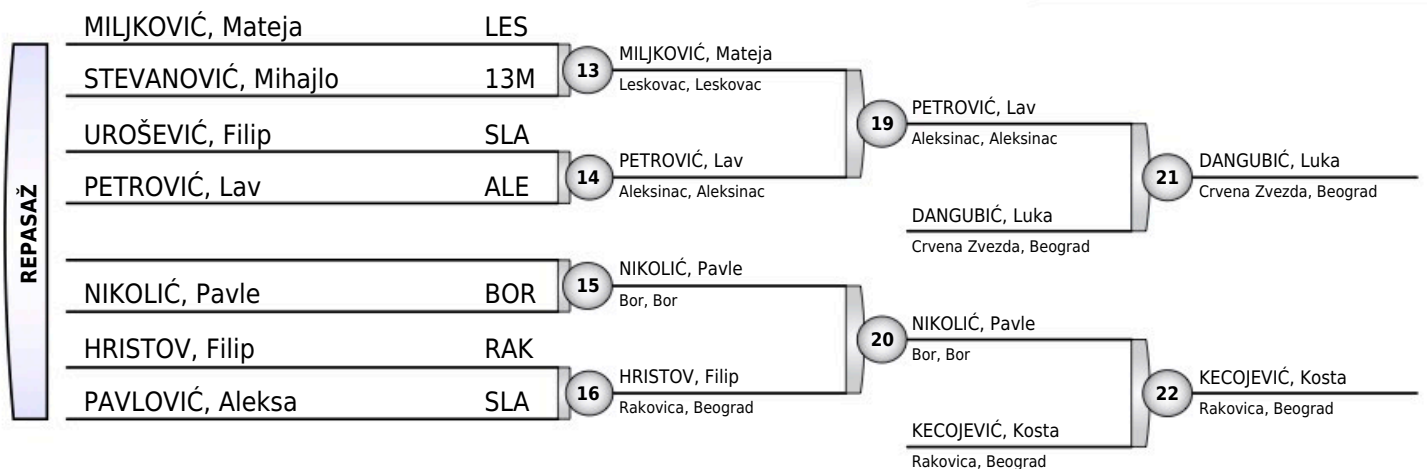 MILJKOVIĆ, Mateja LES
STEVANOVIĆ, Mihajlo 13M
UROŠEVIĆ, Filip SLA
PETROVIĆ, Lav ALE
NIKOLIĆ, Pavle BOR
HRISTOV, Filip RAK
PAVLOVIĆ, Aleksa SLA
REPASAŽ
13
MILJKOVIĆ, Mateja
Leskovac, Leskovac
14
PETROVIĆ, Lav
Aleksinac, Aleksinac
15
NIKOLIĆ, Pavle
Bor, Bor
16
HRISTOV, Filip
Rakovica, Beograd
19
PETROVIĆ, Lav
Aleksinac, Aleksinac
DANGUBIĆ, Luka
Crvena Zvezda, Beograd
20
NIKOLIĆ, Pavle
Bor, Bor
KECOJEVIĆ, Kosta
Rakovica, Beograd
21
DANGUBIĆ, Luka
Crvena Zvezda, Beograd
22
KECOJEVIĆ, Kosta
Rakovica, Beograd